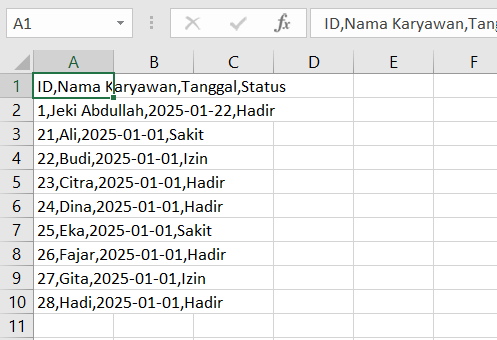 A1 fx ID,Nama Karyawan,Tang
A B C D E F
1 ID,Nama Karyawan,Tanggal,Status
2 1,Jeki Abdullah,2025-01-22,Hadir
3 21,Ali,2025-01-01,Sakit
4 22,Budi,2025-01-01,Izin
5 23,Citra,2025-01-01,Hadir
6 24,Dina,2025-01-01,Hadir
7 25,Eka,2025-01-01,Sakit
8 26,Fajar,2025-01-01,Hadir
9 27,Gita,2025-01-01,Izin
10 28,Hadi,2025-01-01,Hadir
11